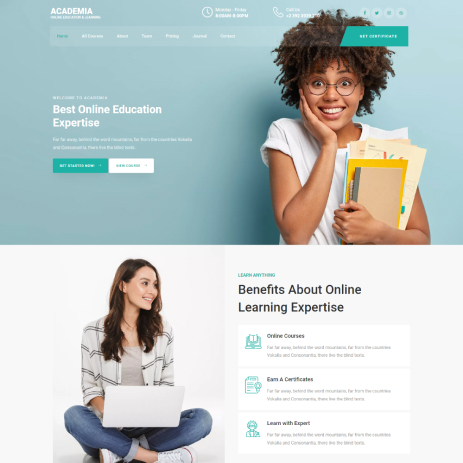 ACADEMIA
ONLINE EDUCATION & LEARNING
Monday - Friday
8:00AM-8:00PM
Call Us
Home All Courses About Team Pricing Journal Contact
GET CERTIFICATE
WELCOME TO ACADEMIA
Best Online Education
Expertise
Far far away, behind the word mountains, far from the countries Vokalia
and Consonantia, there live the blind texts.
GET STARTED NOW
VIEW COURSE
LEARN ANYTHING
Benefits About Online
Learning Expertise
Online Courses
Far far away, behind the word mountains, far from the countries
Vokalia and Consonantia, there live the blind texts.
Earn A Certificates
Far far away, behind the word mountains, far from the countries
Vokalia and Consonantia, there live the blind texts.
Learn with Expert
Far far away, behind the word mountains, far from the countries
Vokalia and Consonantia, there live the blind texts.